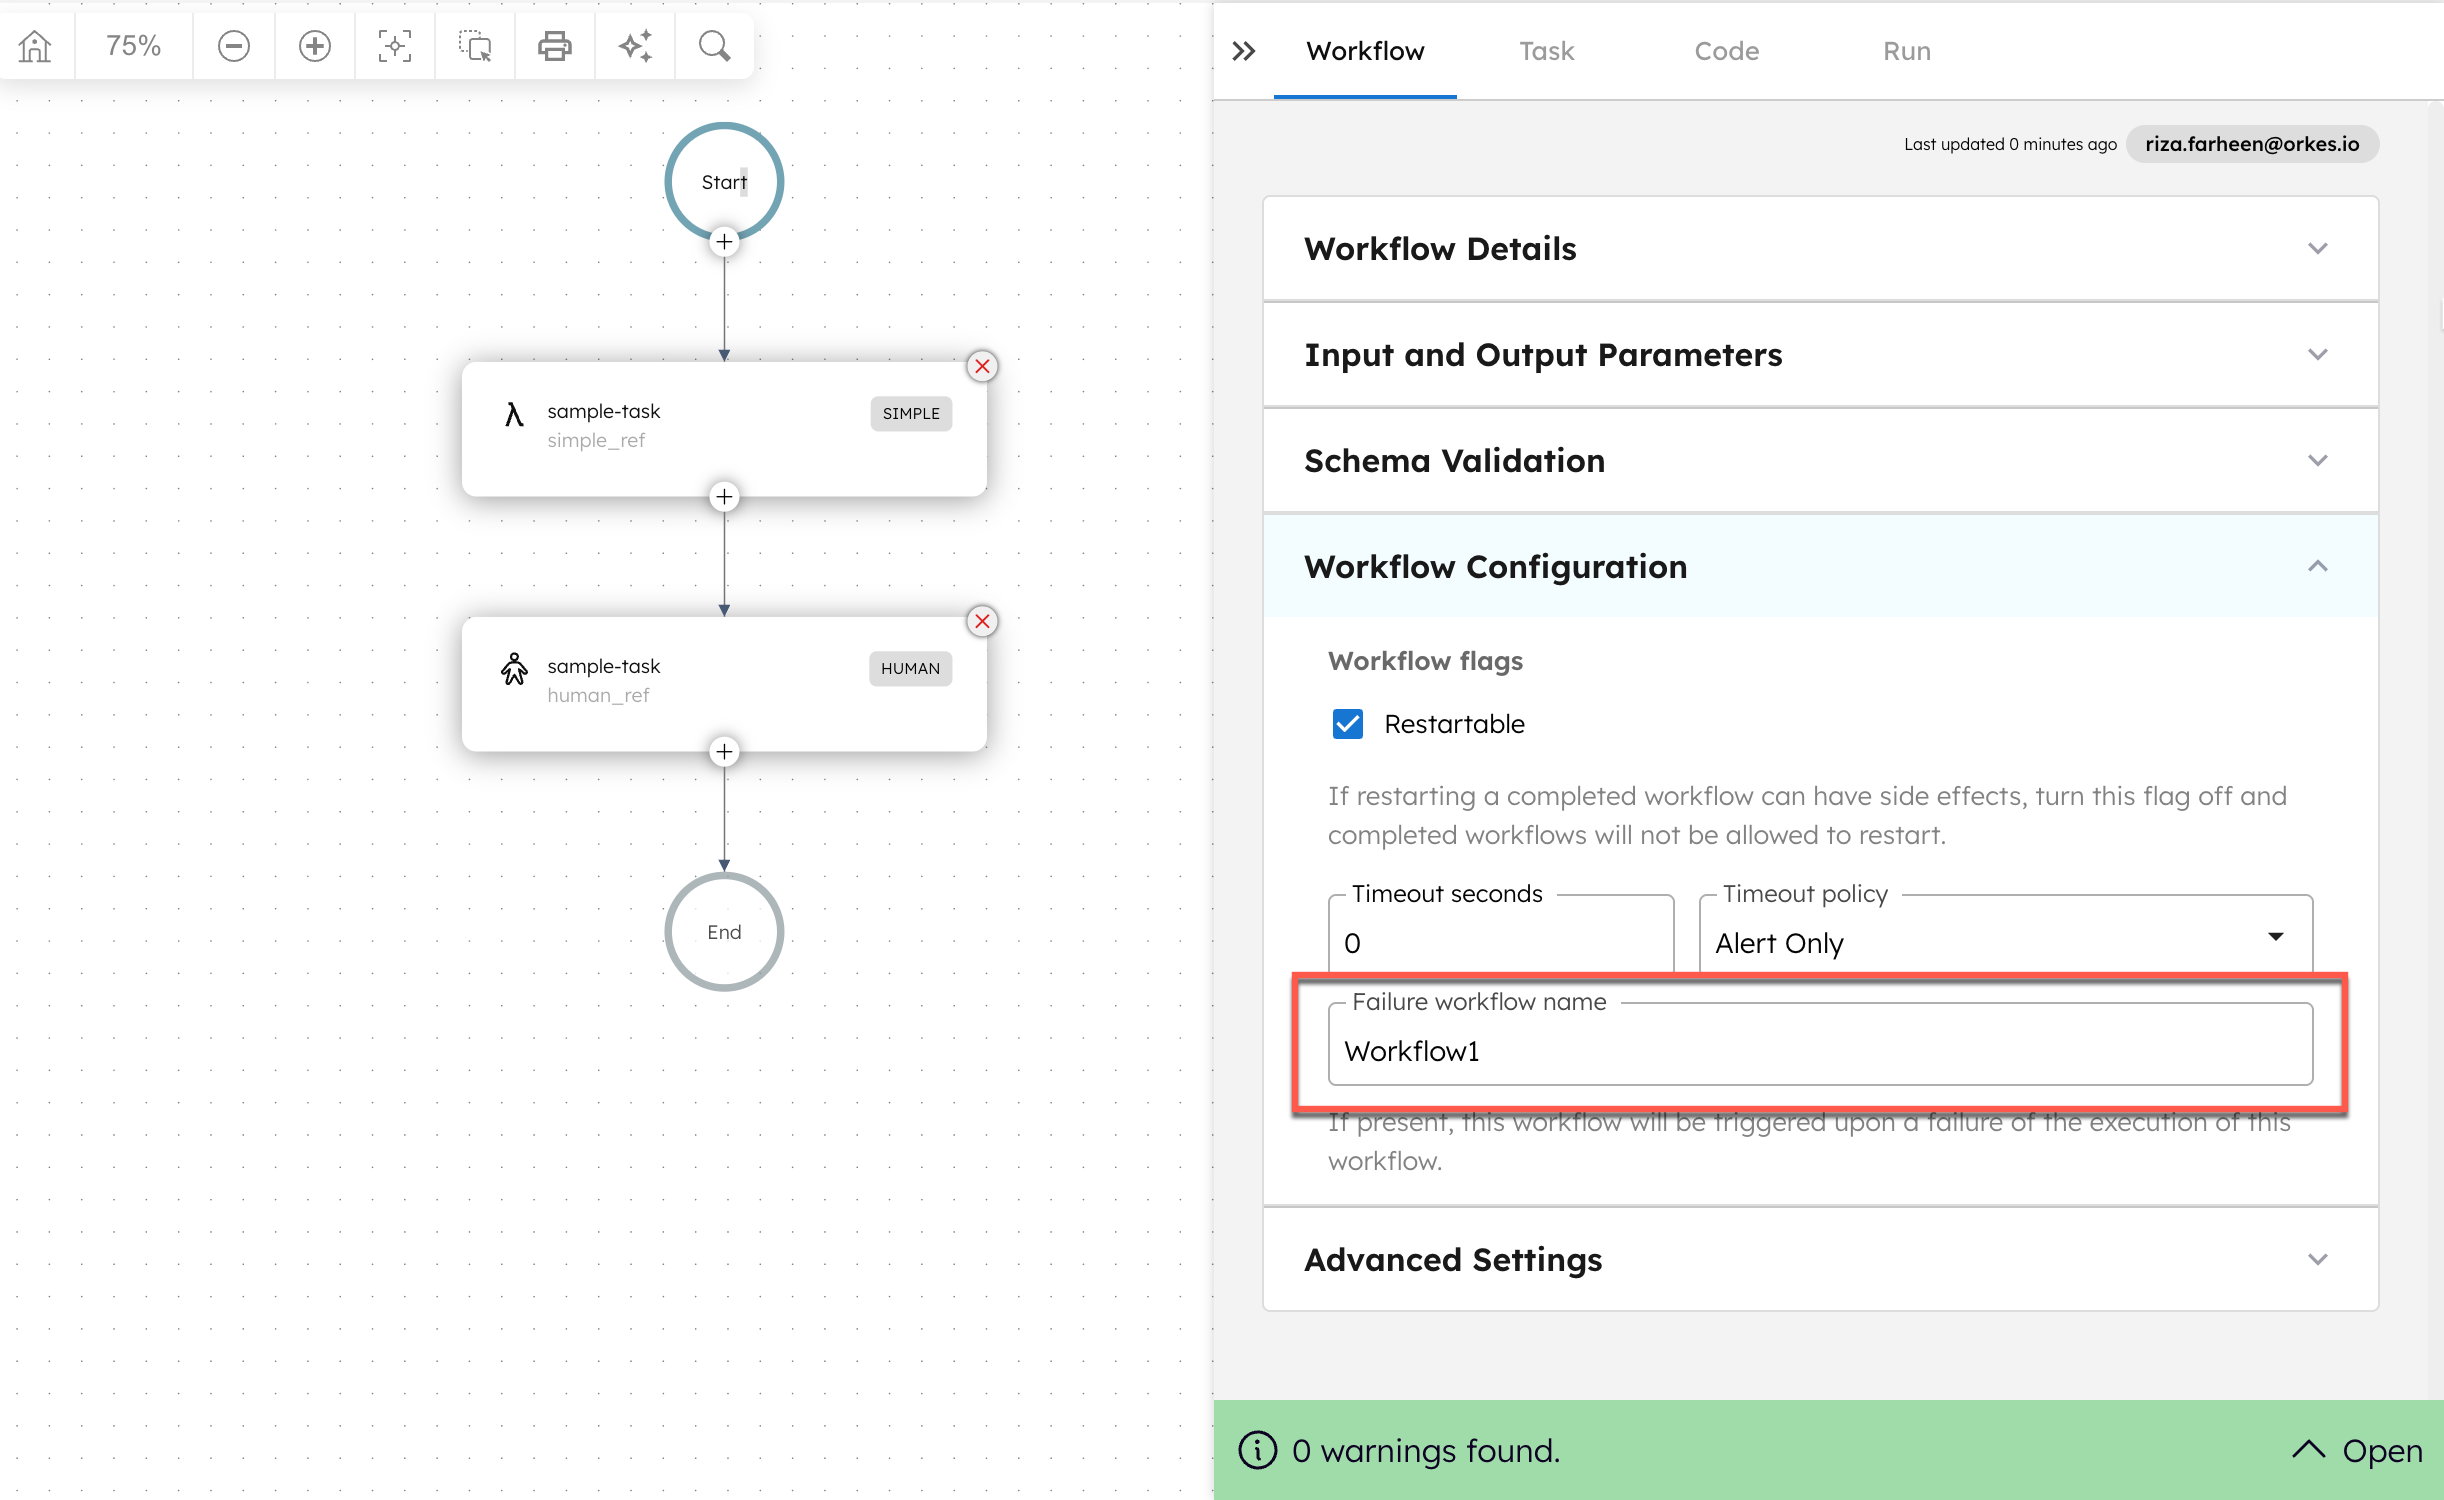 75%
Start
λ sample-task SIMPLE
simple_ref
sample-task HUMAN
human_ref
End
Workflow Task Code Run
Last updated 0 minutes ago riza.farheen@orkes.io
Workflow Details
Input and Output Parameters
Schema Validation
Workflow Configuration
Workflow flags
Restartable
If restarting a completed workflow can have side effects, turn this flag off and
completed workflows will not be allowed to restart.
Timeout seconds Timeout policy
0 Alert Only
Failure workflow name
Workflow1
If present, this workflow will be triggered upon a failure of the execution of this
workflow.
Advanced Settings
0 warnings found. Open